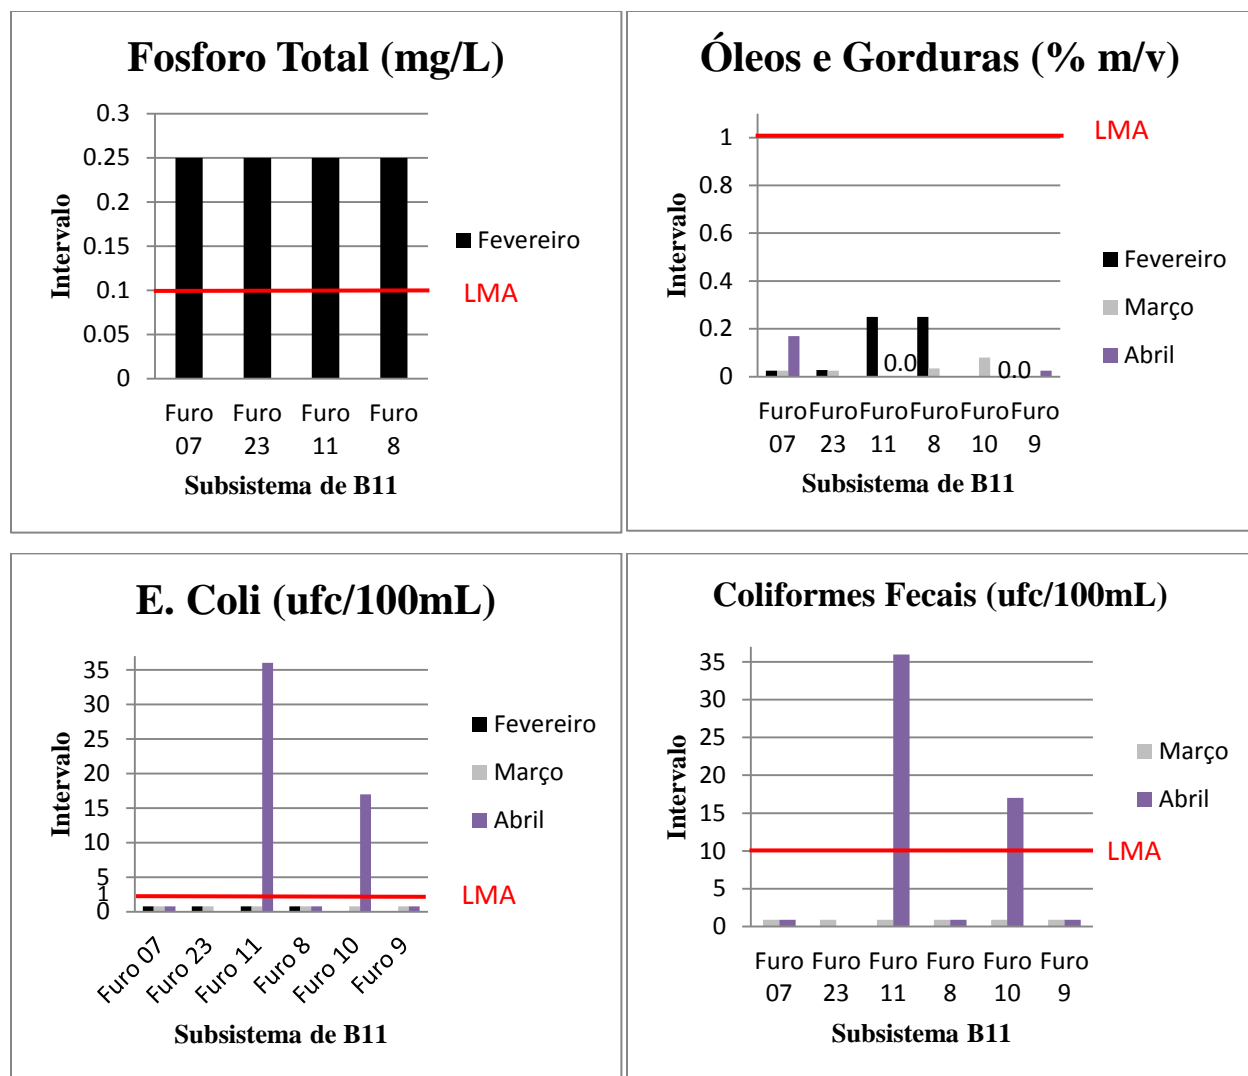 Fosforo Total (mg/L)
0.3
0.25
0.2
0.15
0.1
0.05
0
Intervalo
Fevereiro
LMA
Furo 07
Furo 23
Furo 11
Furo 8
Subsistema de B11
Óleos e Gorduras (% m/v)
1
0.8
0.6
0.4
0.2
0
Intervalo
LMA
Fevereiro
Março
Abril
0.0
0.0
Furo 07
Furo 23
Furo 11
Furo 8
Furo 10
Furo 9
Subsistema de B11
E. Coli (ufc/100mL)
35
30
25
20
15
10
5
1
0
Intervalo
Fevereiro
Março
Abril
LMA
Furo 07
Furo 23
Furo 11
Furo 8
Furo 10
Furo 9
Subsistema de B11
Coliformes Fecais (ufc/100mL)
35
30
25
20
15
10
5
0
Intervalo
Março
Abril
LMA
Furo 07
Furo 23
Furo 11
Furo 8
Furo 10
Furo 9
Subsistema B11